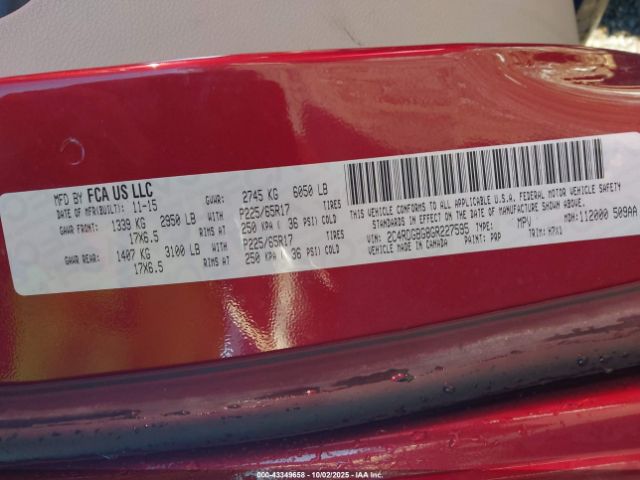 MFD BY FCA US LLC
DATE OF MFR(BUILT): 11-15 GVWR: 2745 KG 6050 LB
GAWR FRONT: 1339 KG 2950 LB WITH P225/65R17 TIRES
17X6.5 RIMS AT 250 KPA ( 36 PSI) COLD
GAWR REAR: 1407 KG 3100 LB WITH P225/65R17 TIRES
17X6.5 RIMS AT 250 KPA ( 36 PSI) COLD
THIS VEHICLE CONFORMS TO ALL APPLICABLE U.S.A. FEDERAL MOTOR VEHICLE SAFETY
STANDARDS IN EFFECT ON THE DATE OF MANUFACTURE SHOWN ABOVE.
VIN: 2C4RDGBG8GR227595 TYPE: MPV MDH: 112000 509AA
MADE IN CANADA PAINT: PRP TRIM: H7X1
IAA 43349658 - 10/02/2025 - IAA HOLDINGS, LLC